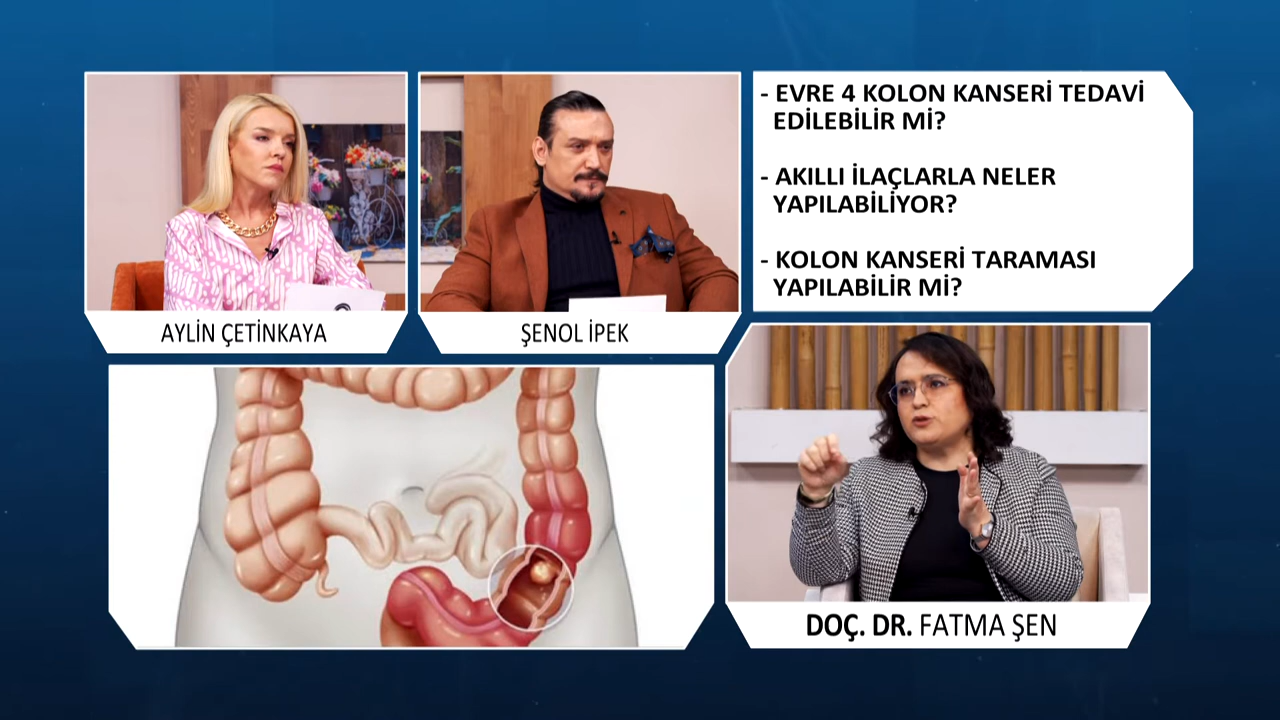 - EVRE 4 KOLON KANSERİ TEDAVİ
EDİLEBİLİR Mİ?
- AKILLI İLAÇLARLA NELER
YAPILABİLİYOR?
- KOLON KANSERİ TARAMASI
YAPILABİLİR Mİ?
AYLİN ÇETİNKAYA
ŞENOL İPEK
DOÇ. DR. FATMA ŞEN